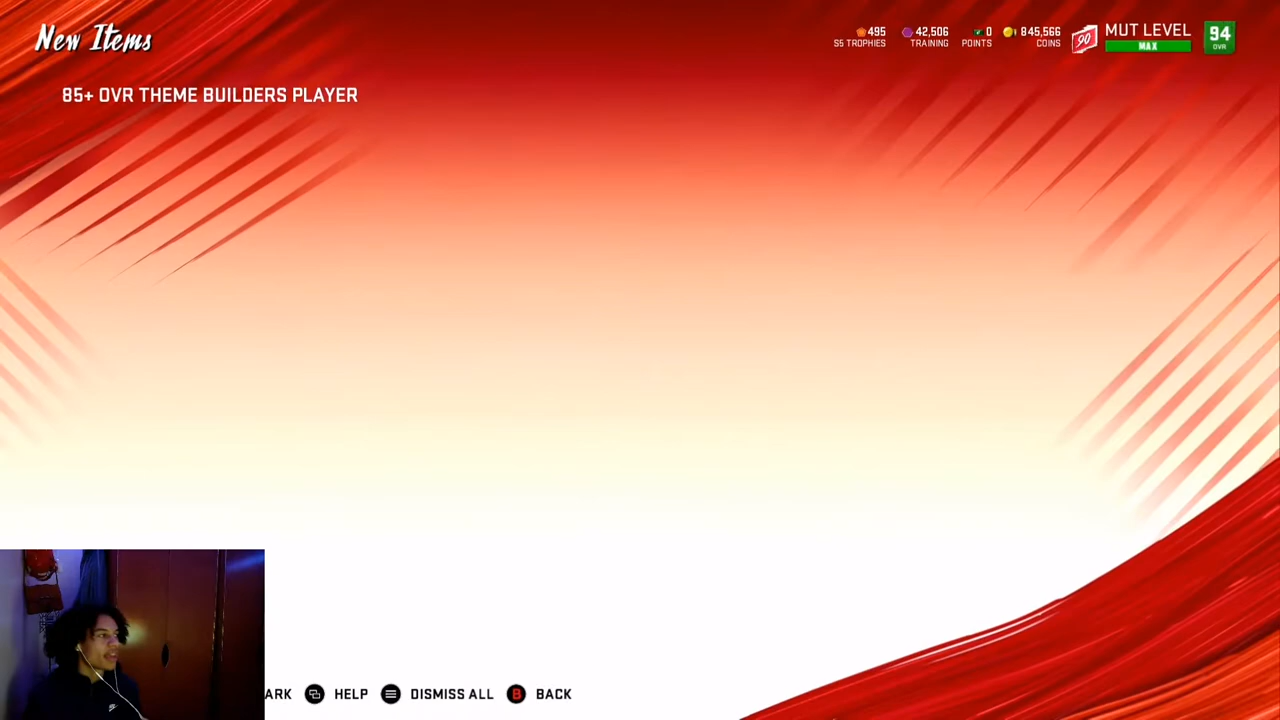 New Items
495 42,506 0 845,566 MUT LEVEL 94
S5 TROPHIES TRAINING POINTS COINS 90 MAX OVR
85+ OVR THEME BUILDERS PLAYER
ARK HELP DISMISS ALL B BACK